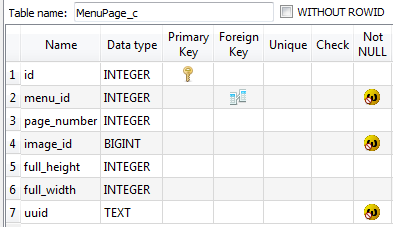 Table name: MenuPage_c WITHOUT ROWID
Name Data type Primary Key Foreign Key Unique Check Not NULL
1 id INTEGER
2 menu_id INTEGER
3 page_number INTEGER
4 image_id BIGINT
5 full_height INTEGER
6 full_width INTEGER
7 uuid TEXT